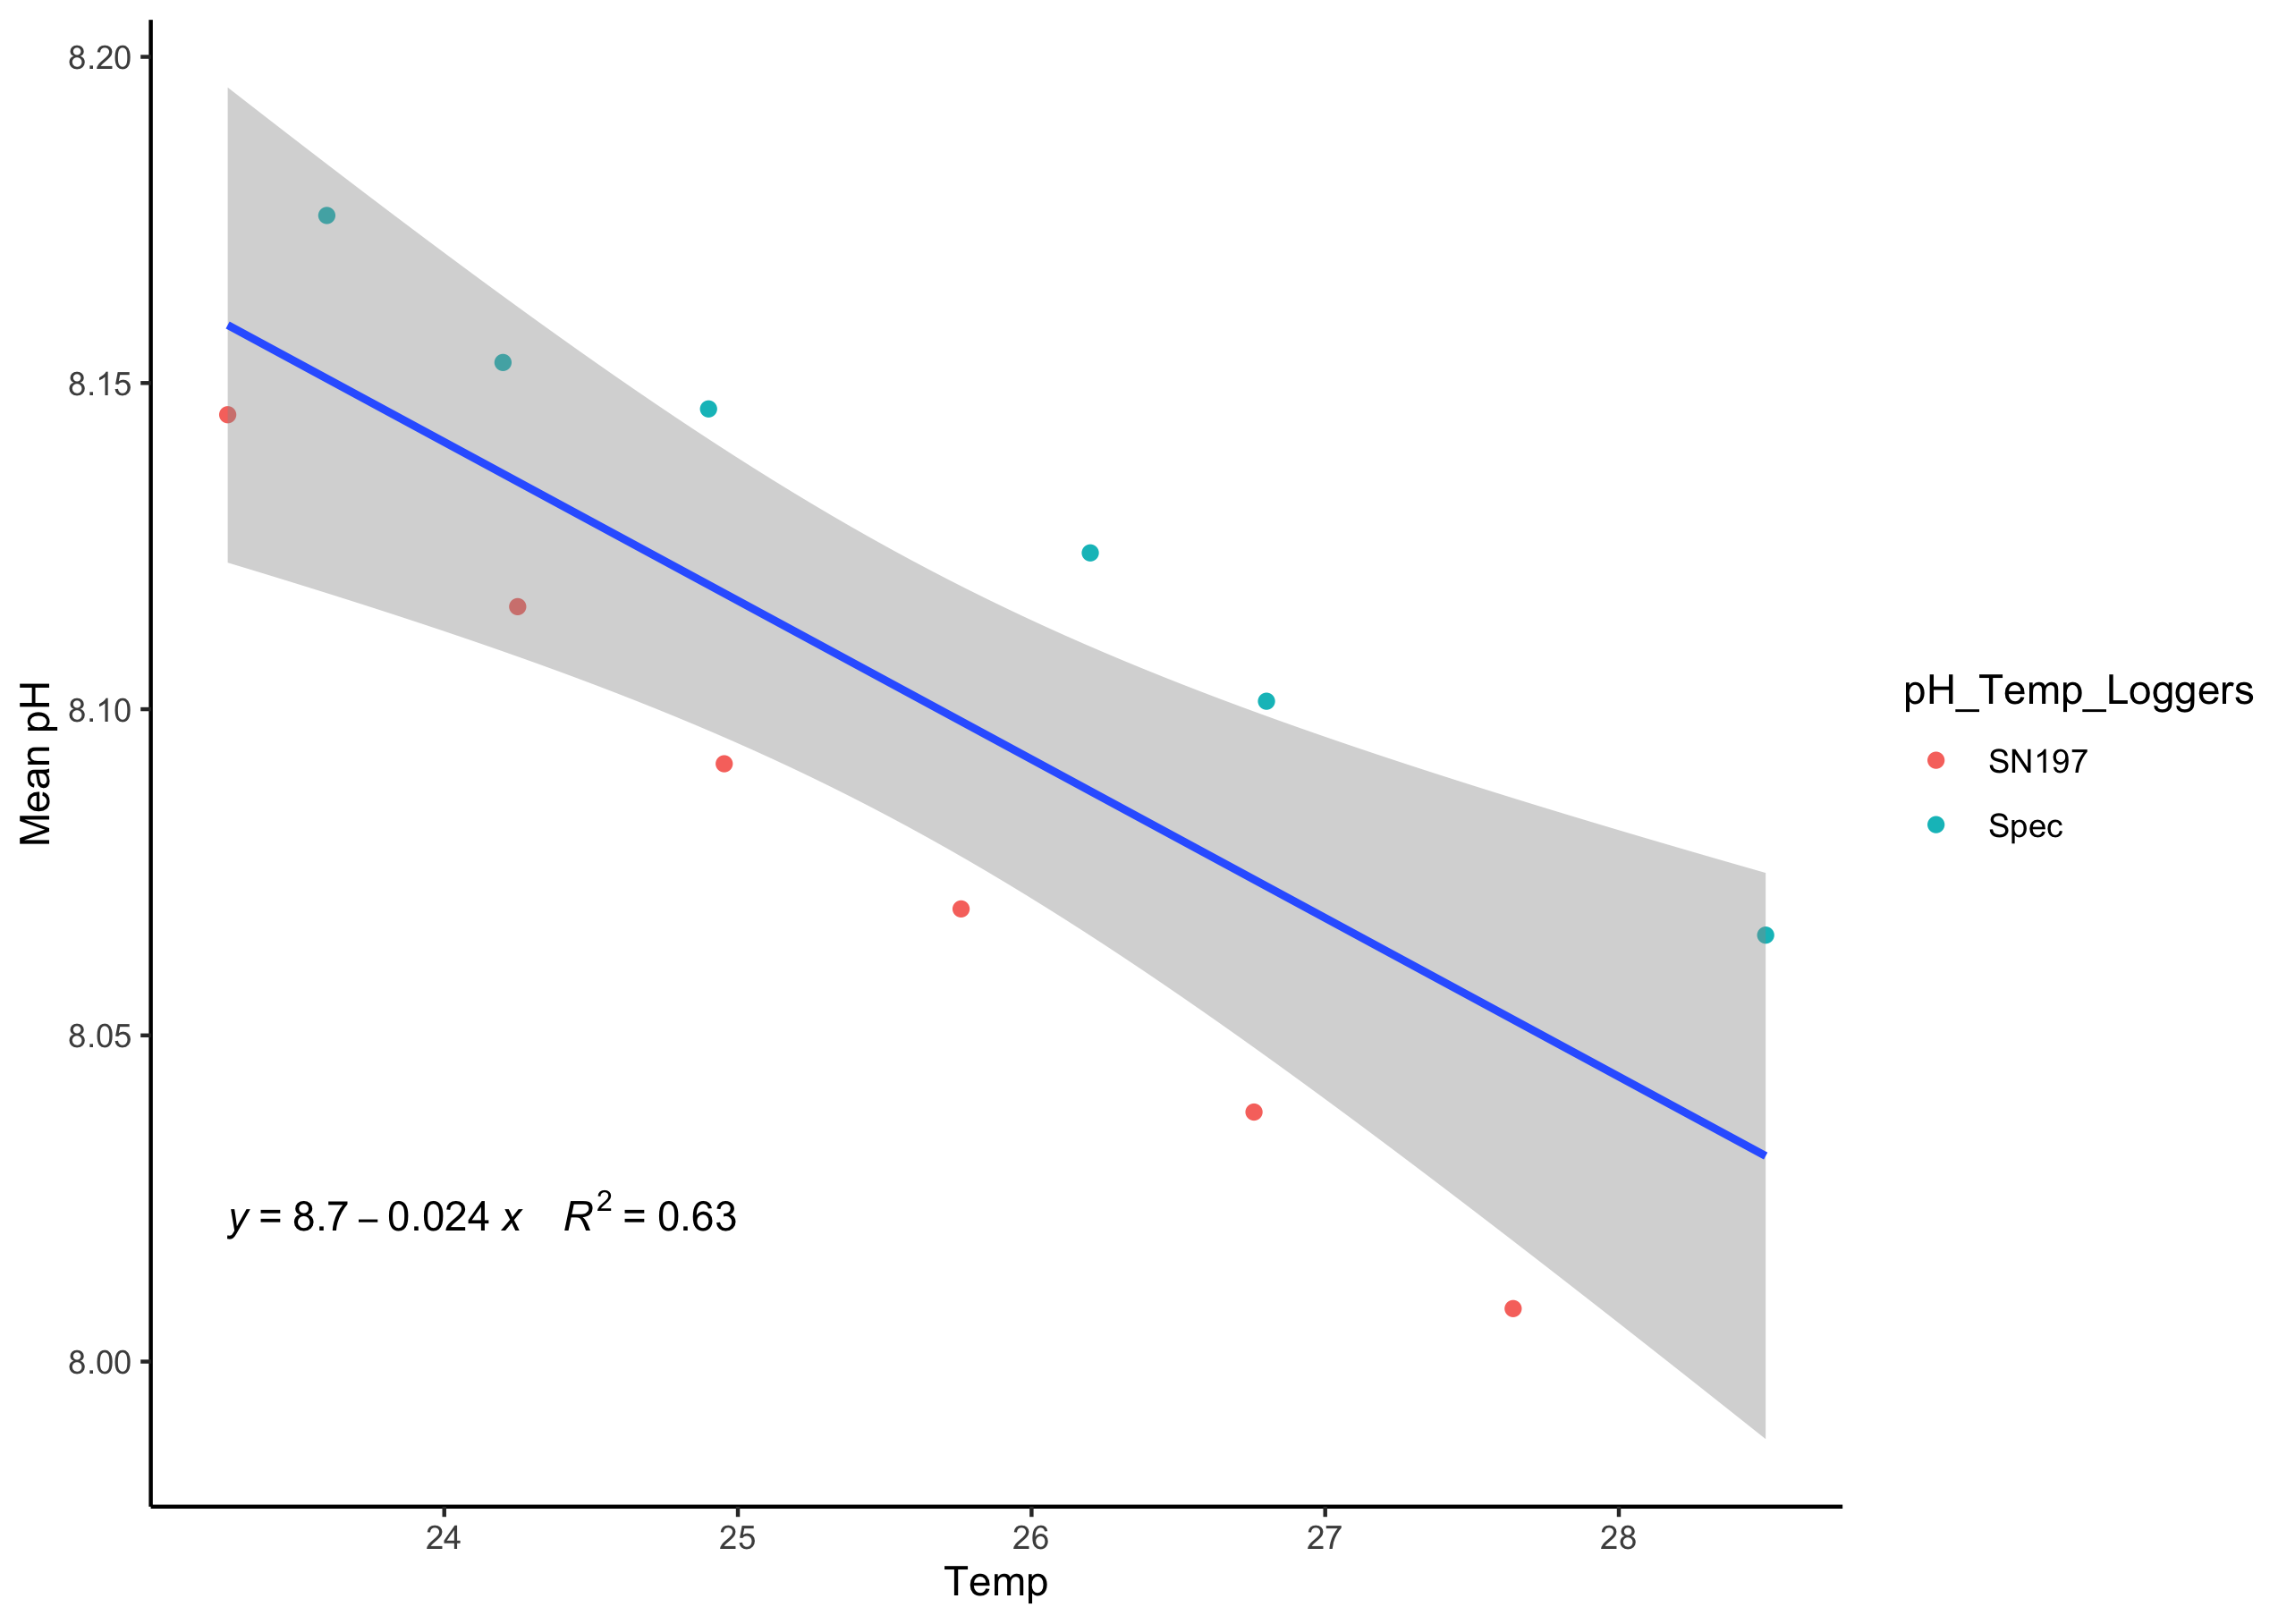 8.20
8.15
8.10
8.05
8.00
Mean pH
y = 8.7 – 0.024 x R² = 0.63
24 25 26 27 28
Temp
pH_Temp_Loggers
SN197
Spec